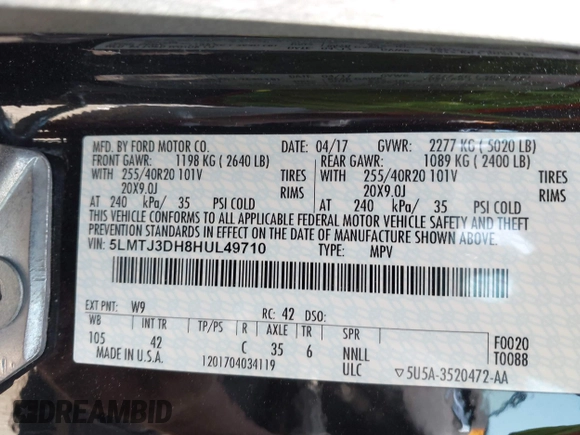 MFD. BY FORD MOTOR CO.
DATE: 04/17 GVWR: 2277 KG ( 5020 LB)
FRONT GAWR: 1198 KG ( 2640 LB) REAR GAWR: 1089 KG ( 2400 LB)
WITH 255/40R20 101V TIRES WITH 255/40R20 101V TIRES
20X9.0J RIMS 20X9.0J RIMS
AT 240 kPa/ 35 PSI COLD AT 240 kPa/ 35 PSI COLD
THIS VEHICLE CONFORMS TO ALL APPLICABLE FEDERAL MOTOR VEHICLE SAFETY AND THEFT
PREVENTION STANDARDS IN EFFECT ON THE DATE OF MANUFACTURE SHOWN ABOVE.
VIN: 5LMTJ3DH8HUL49710 TYPE: MPV
EXT PNT: W9 RC: 42 DSO:
WB INT TR TP/PS R AXLE TR SPR F0020
105 42 C 35 6 NNLL T0088
MADE IN U.S.A. 1201704034119 ULC 5U5A-3520472-AA
DREAMBID